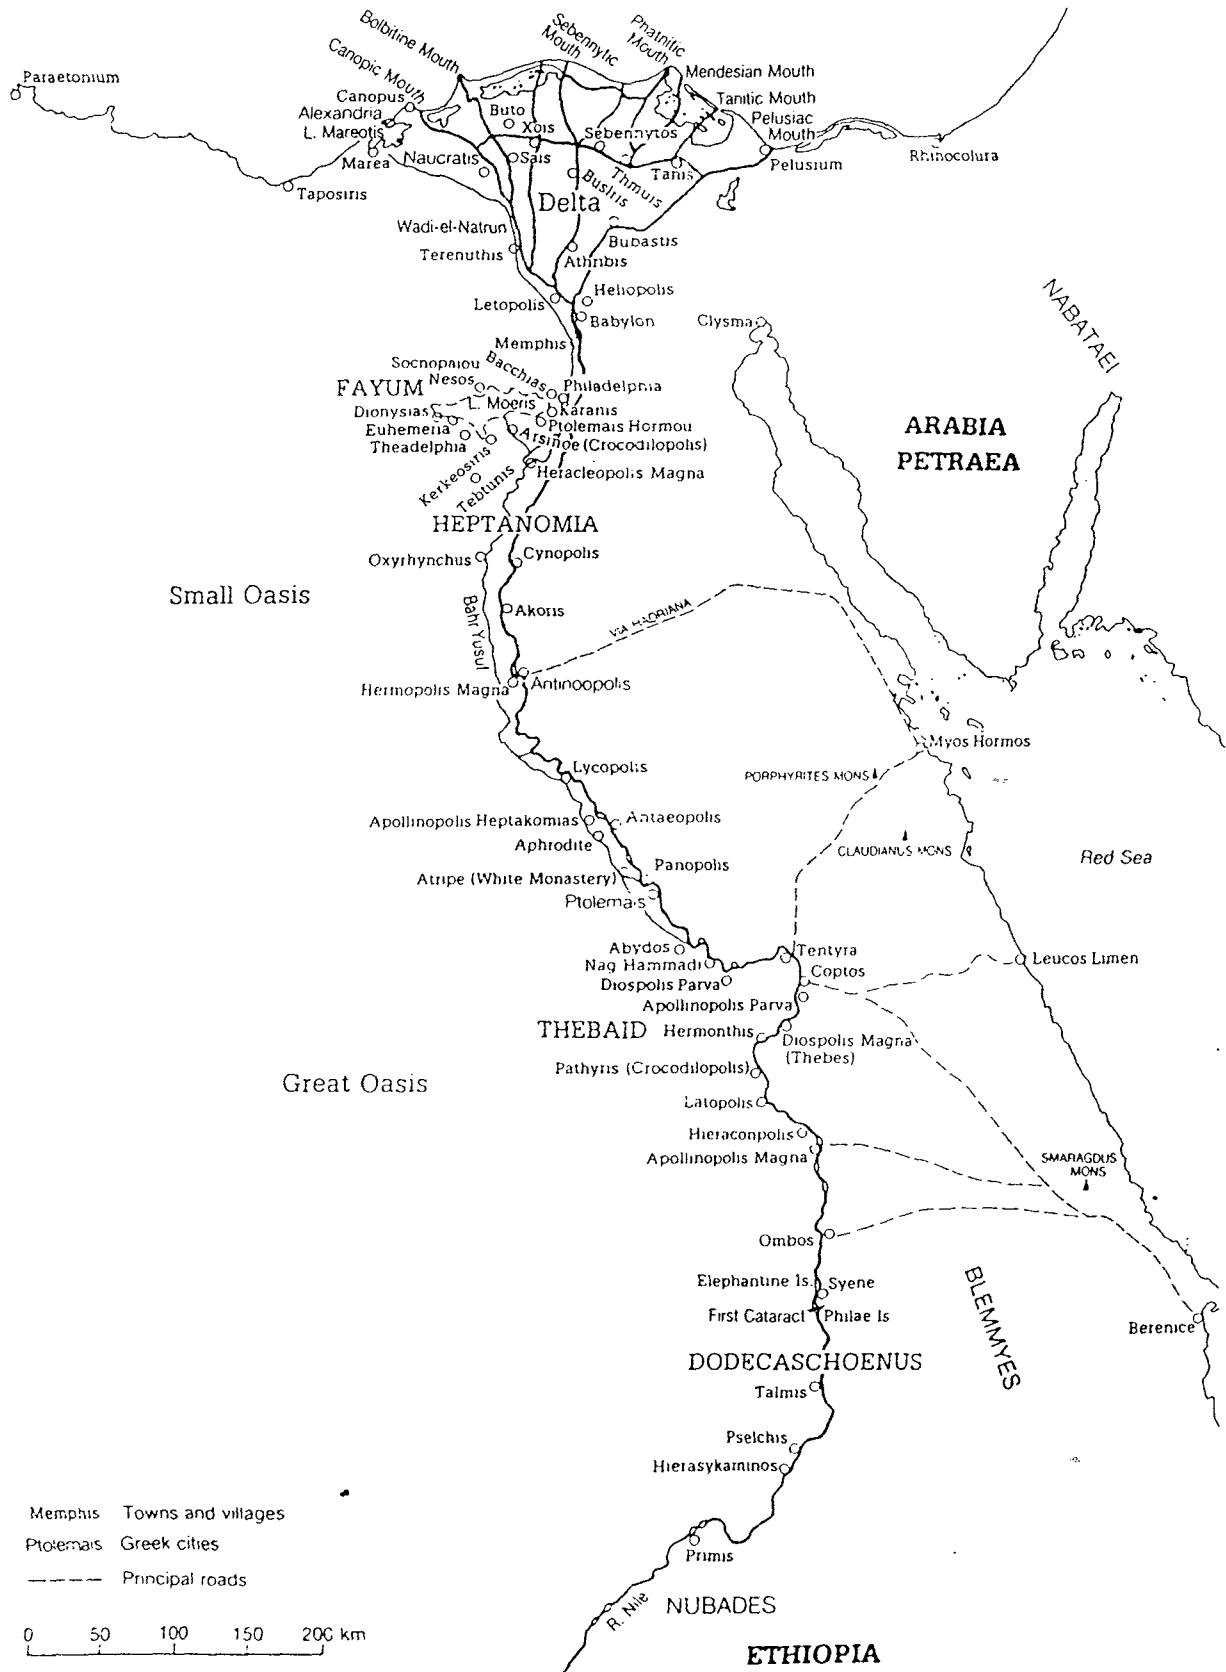 Paraetonium
Bolbitine Mouth
Canopic Mouth
Sebennytic
Mouth
Phatnitic
Mouth
Mendesian Mouth
Tanitic Mouth
Pelusiac
Mouth
Canopus
Alexandria
L. Mareotis
Marea
Taposiris
Buto
Xois
Sebennytos
Naucratis
Sais
Busiris
Thmuis
Tanis
Pelusium
Rhinocolura
Delta
Wadi-el-Natrun
Terenuthis
Bubastis
Athribis
Letopolis
Heliopolis
Babylon
Memphis
Clysma
NABATAEI
Socnopaiou
Nesos
Bacchias
Philadelphia
FAYUM
L. Moeris
Karanis
Dionysias
Ptolemais Hormou
Euhemeria
Arsinoe (Crocodilopolis)
Theadelphia
Kerkeosiris
Tebtunis
Heracleopolis Magna
ARABIA
PETRAEA
HEPTANOMIA
Oxyrhynchus
Cynopolis
Small Oasis
Akoris
VIA HADRIANA
Bahr Yusuf
Hermopolis Magna
Antinoopolis
Myos Hormos
Lycopolis
PORPHYRITES MONS
Apollinopolis Heptakomias
Antaeopolis
Aphrodite
CLAUDIANUS MONS
Red Sea
Panopolis
Atripe (White Monastery)
Ptolemais
Abydos
Tentyra
Nag Hammadi
Coptos
Leucos Limen
Diospolis Parva
Apollinopolis Parva
THEBAID
Hermonthis
Diospolis Magna
(Thebes)
Pathyris (Crocodilopolis)
Great Oasis
Latopolis
Hieraconpolis
Apollinopolis Magna
SMARAGDUS
MONS
Ombos
Elephantine Is.
Syene
First Cataract
Philae Is
BLEMMYES
Berenice
DODECASCHOENUS
Talmis
Pselchis
Hierasykaminos
Primis
R. Nile
NUBADES
ETHIOPIA
Memphis Towns and villages
Ptolemais Greek cities
Principal roads
0 50 100 150 200 km